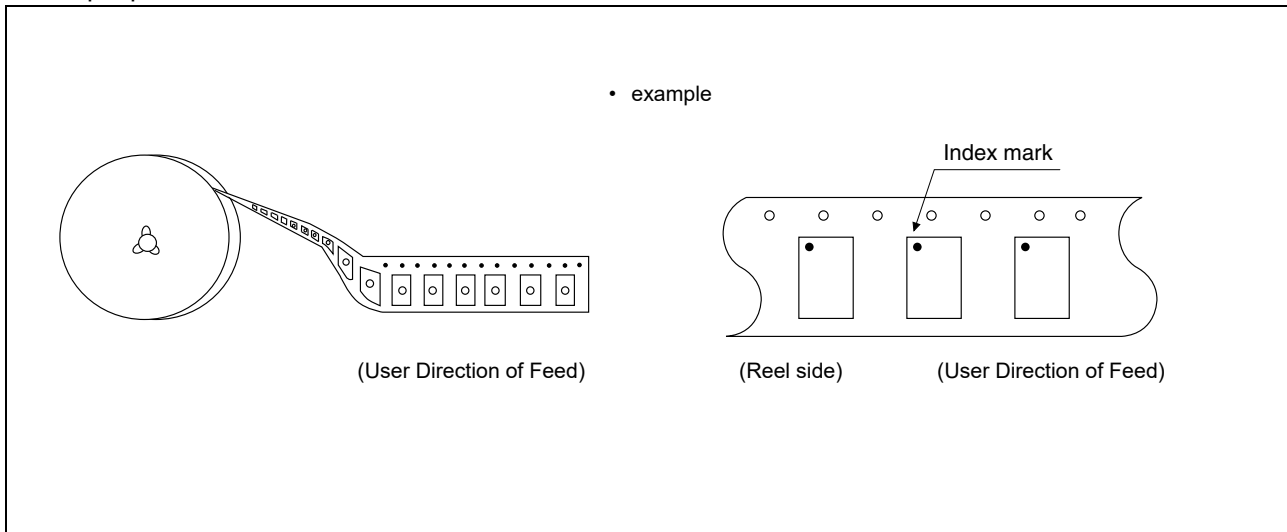 • example
Index mark
(User Direction of Feed)
(Reel side)
(User Direction of Feed)